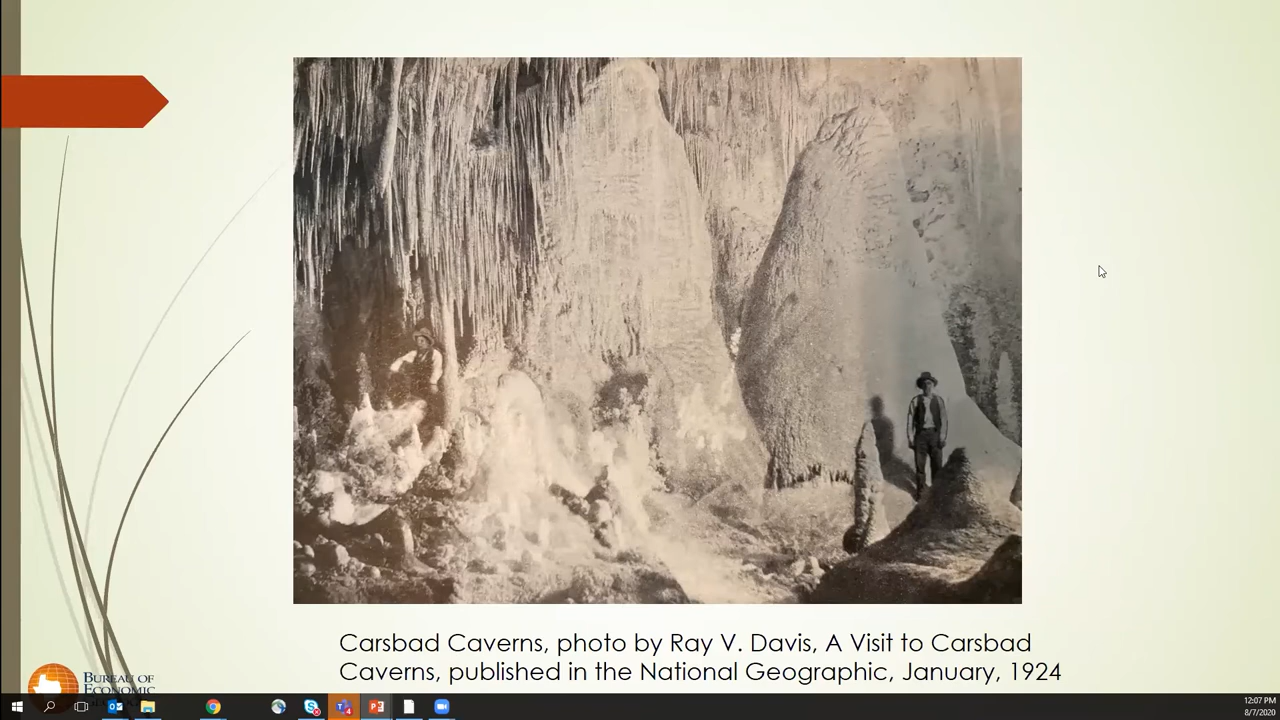 Carsbad Caverns, photo by Ray V. Davis, A Visit to Carsbad
Caverns, published in the National Geographic, January, 1924
BUREAU OF
ECONOMIC
12:07 PM
8/7/2020